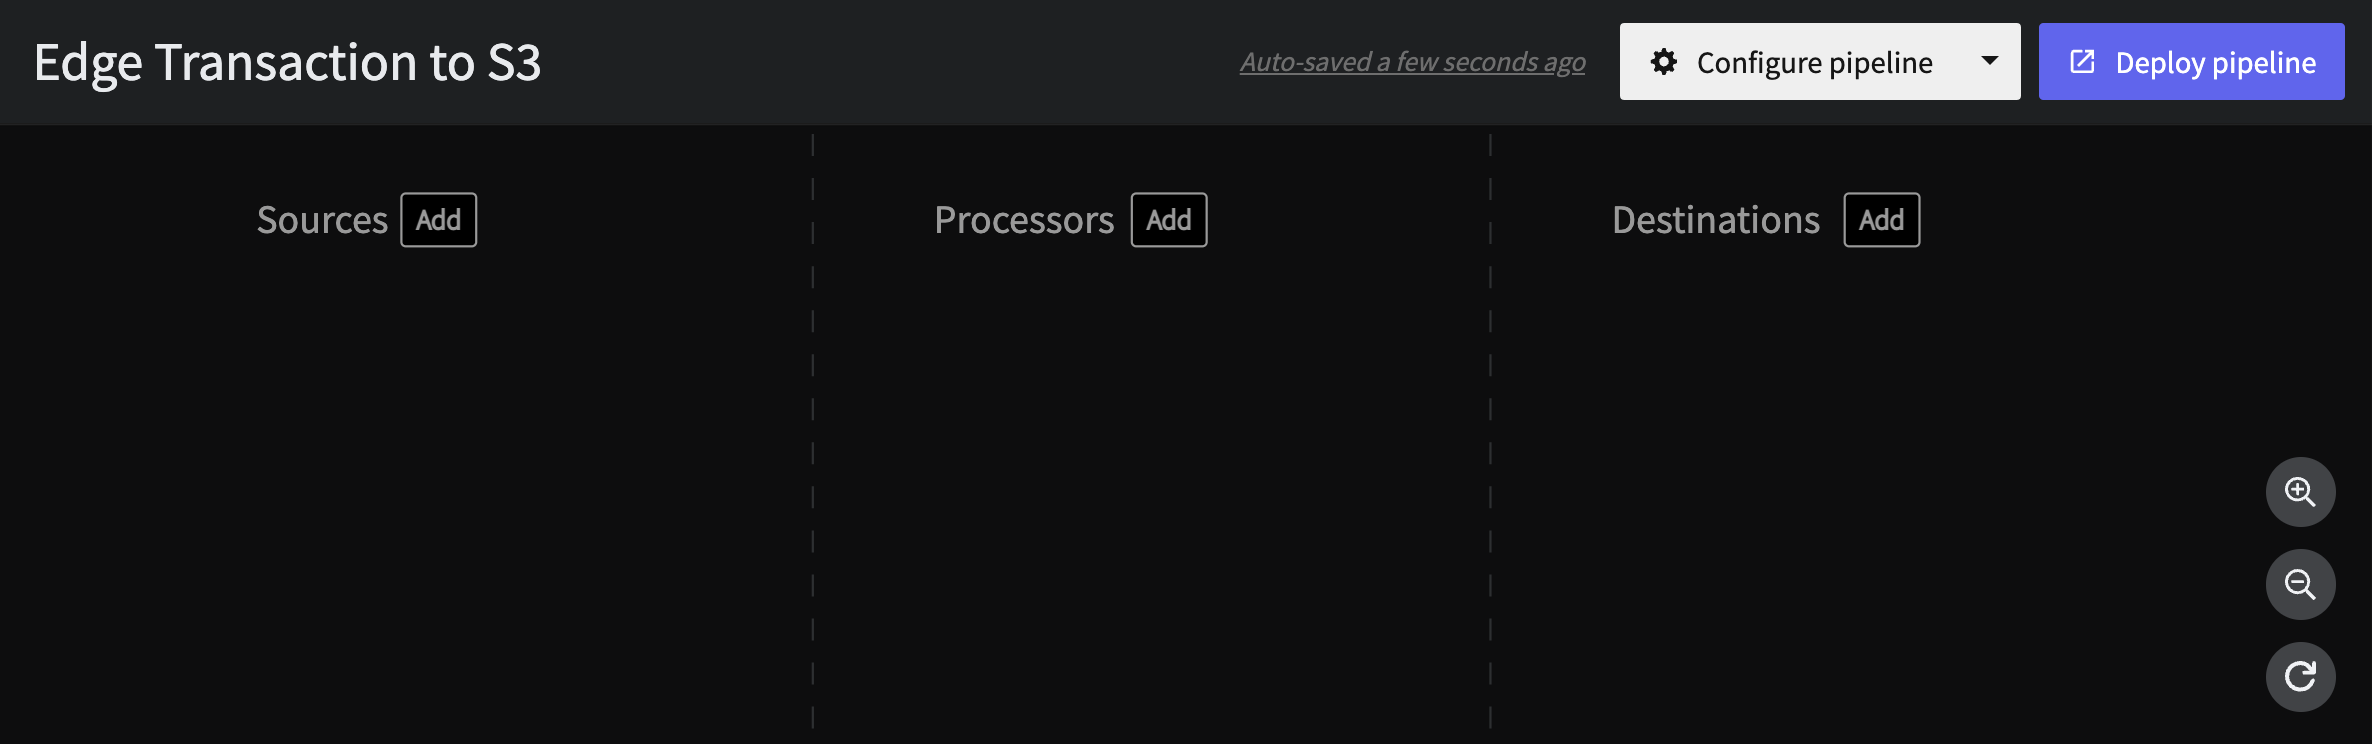 Edge Transaction to S3
Auto-saved a few seconds ago
Configure pipeline
Deploy pipeline
Sources Add
Processors Add
Destinations Add